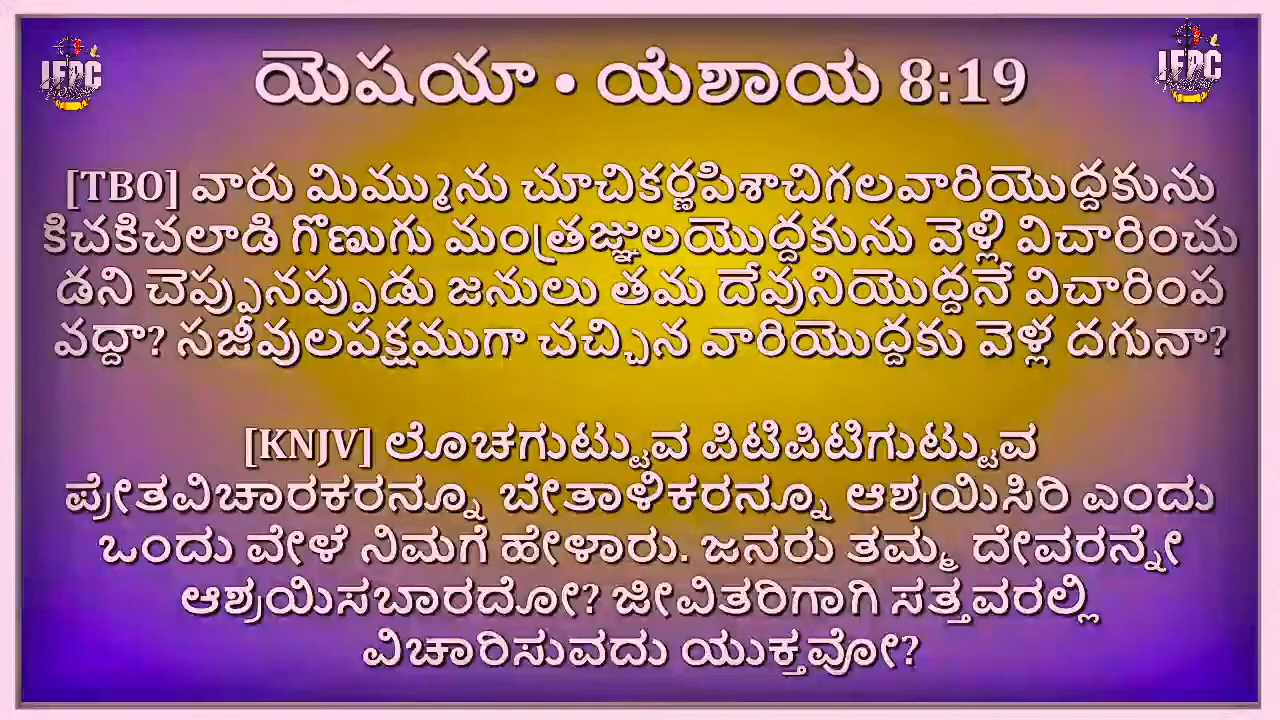 యెషయా • ಯೆಶಾಯ 8:19
IFPC
IFPC
[TBO] వారు మిమ్మును చూచికర్ణపిశాచిగలవారియొద్దకును
కిచకిచలాడి గొణుగు మంత్రజ్ఞులయొద్దకును వెళ్లి విచారించు
డని చెప్పునప్పుడు జనులు తమ దేవునియొద్దనే విచారింప
వద్దా? సజీవులపక్షముగా చచ్చిన వారియొద్దకు వెళ్ల దగునా?
[KNJV] ಲೊಚಗುಟ್ಟುವ ಪಿಟಿಪಿಟಿಗುಟ್ಟುವ
ಪ್ರೇತವಿಚಾರಕರನ್ನೂ ಬೇತಾಳಿಕರನ್ನೂ ಆಶ್ರಯಿಸಿರಿ ಎಂದು
ಒಂದು ವೇಳೆ ನಿಮಗೆ ಹೇಳಾರು. ಜನರು ತಮ್ಮ ದೇವರನ್ನೇ
ಆಶ್ರಯಿಸಬಾರದೋ? ಜೀವಿತರಿಗಾಗಿ ಸತ್ತವರಲ್ಲಿ
ವಿಚಾರಿಸುವದು ಯುಕ್ತವೋ?